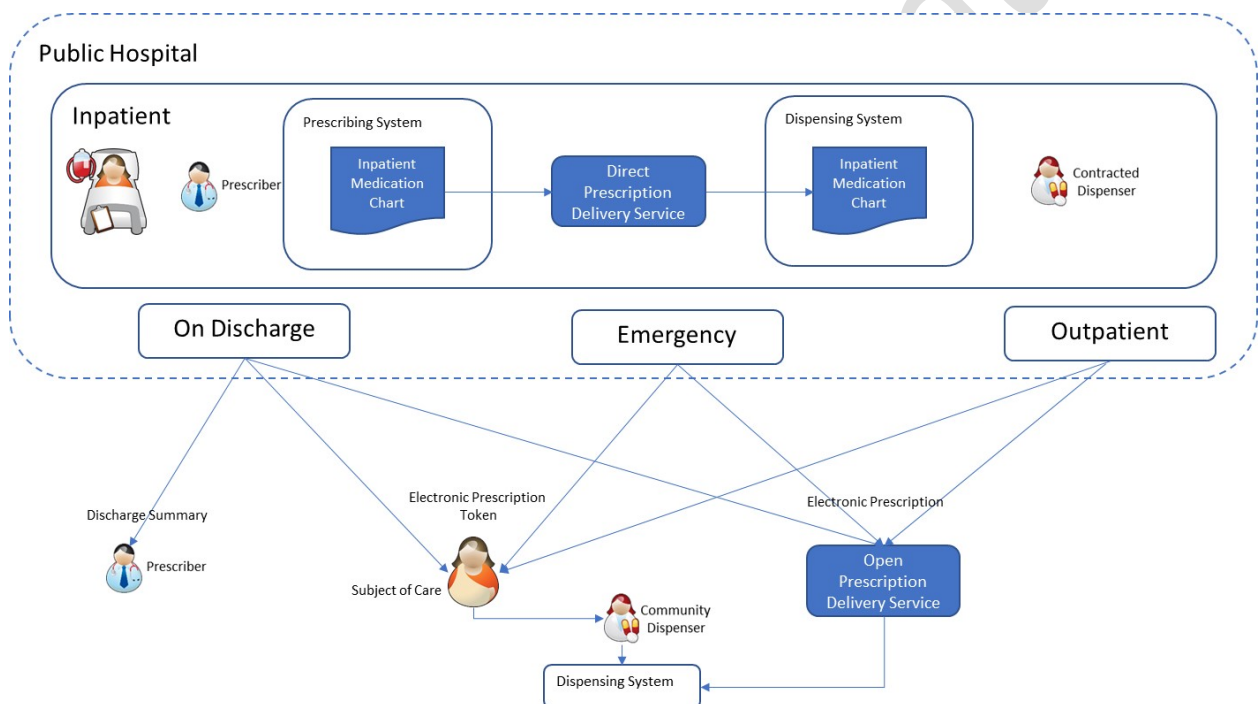 Public Hospital
Inpatient
Prescriber
Prescribing System
Inpatient
Medication
Chart
Direct
Prescription
Delivery Service
Dispensing System
Inpatient
Medication
Chart
Contracted
Dispenser
On Discharge
Emergency
Outpatient
Discharge Summary
Prescriber
Electronic Prescription
Token
Subject of Care
Community
Dispenser
Electronic Prescription
Open
Prescription
Delivery Service
Dispensing System